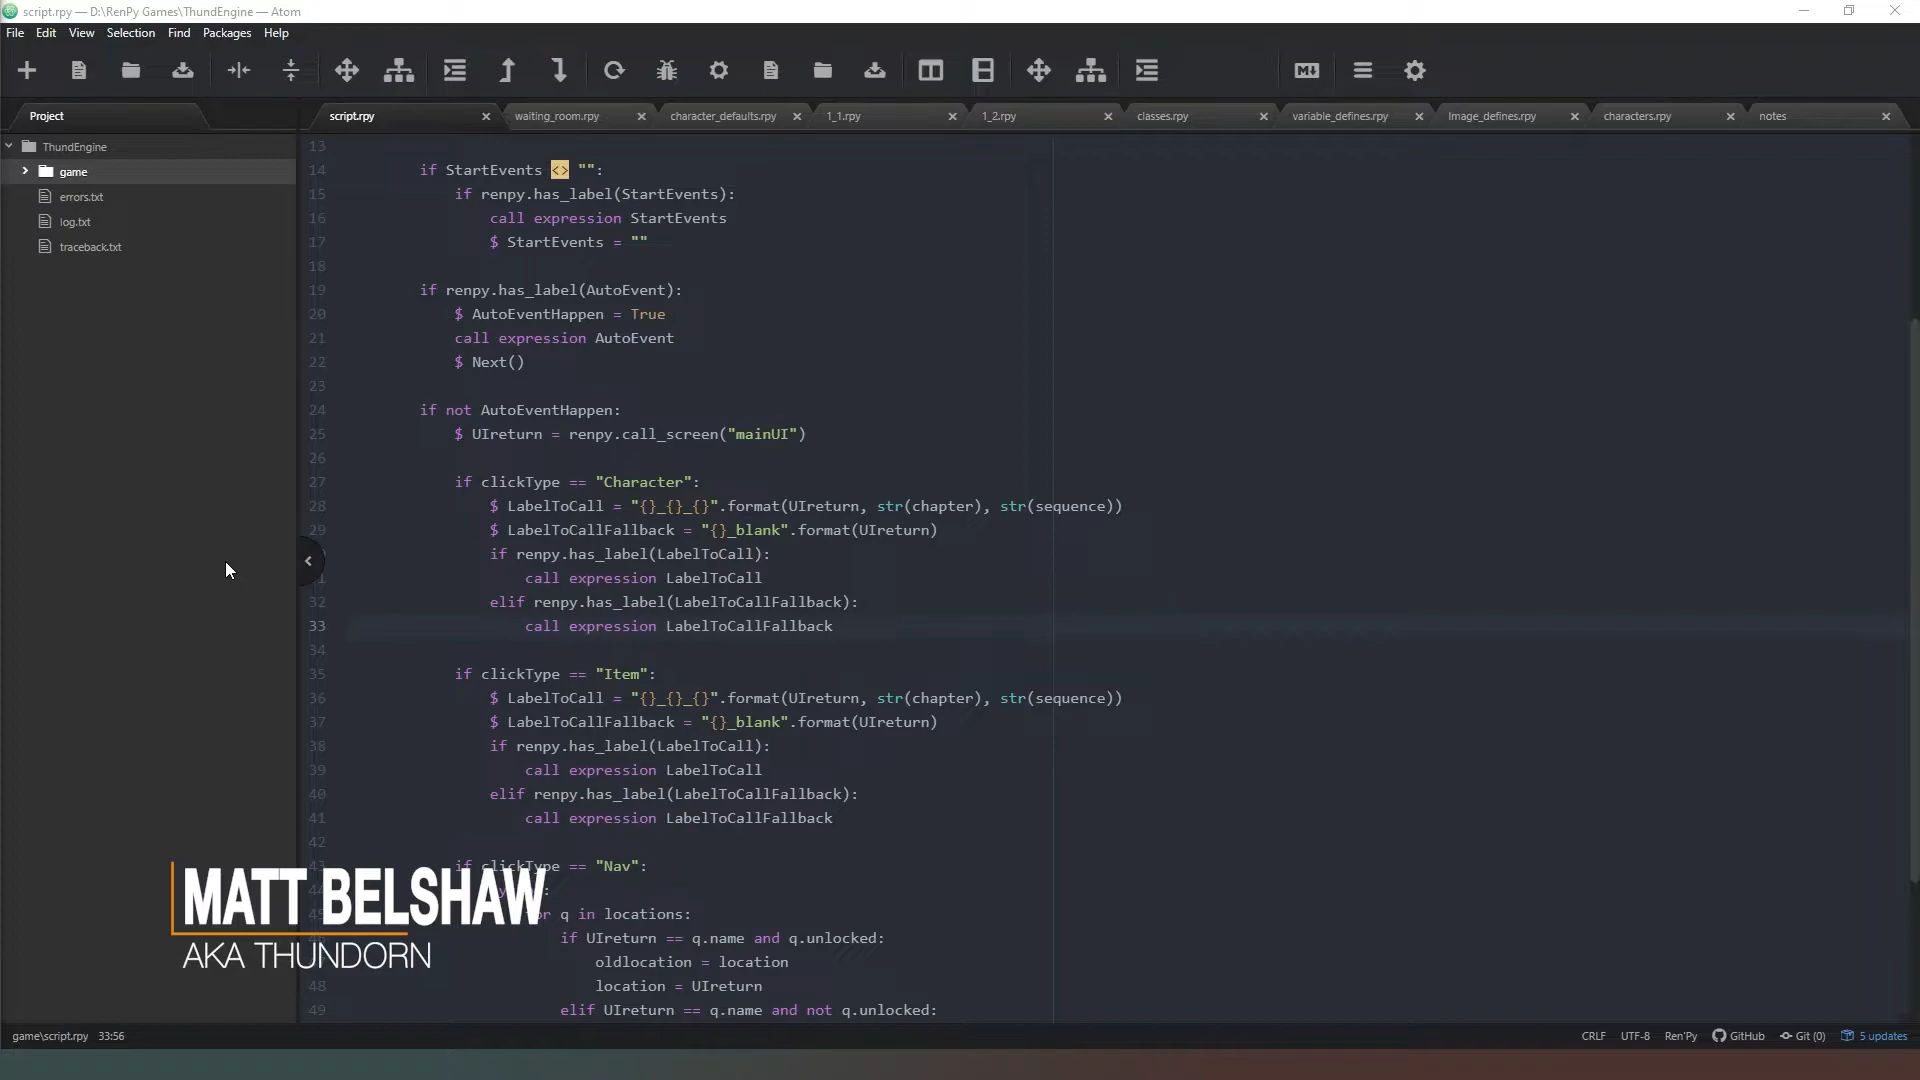 script.rpy — D:\RenPy Games\ThundEngine — Atom
File Edit View Selection Find Packages Help
Project
script.rpy waiting_room.rpy character_defaults.rpy 1_1.rpy 1_2.rpy classes.rpy variable_defines.rpy Image_defines.rpy characters.rpy notes
ThundEngine
game
errors.txt
log.txt
traceback.txt
13
14 if StartEvents <> "":
15 if renpy.has_label(StartEvents):
16 call expression StartEvents
17 $ StartEvents = ""
18
19 if renpy.has_label(AutoEvent):
20 $ AutoEventHappen = True
21 call expression AutoEvent
22 $ Next()
23
24 if not AutoEventHappen:
25 $ UIreturn = renpy.call_screen("mainUI")
26
27 if clickType == "Character":
28 $ LabelToCall = "{}_{}_{}".format(UIreturn, str(chapter), str(sequence))
29 $ LabelToCallFallback = "{}_blank".format(UIreturn)
if renpy.has_label(LabelToCall):
call expression LabelToCall
32 elif renpy.has_label(LabelToCallFallback):
33 call expression LabelToCallFallback
34
35 if clickType == "Item":
36 $ LabelToCall = "{}_{}_{}".format(UIreturn, str(chapter), str(sequence))
37 $ LabelToCallFallback = "{}_blank".format(UIreturn)
38 if renpy.has_label(LabelToCall):
39 call expression LabelToCall
40 elif renpy.has_label(LabelToCallFallback):
41 call expression LabelToCallFallback
42
43 if clickType == "Nav":
q in locations:
if UIreturn == q.name and q.unlocked:
oldlocation = location
48 location = UIreturn
49 elif UIreturn == q.name and not q.unlocked:
MATT BELSHAW
AKA THUNDORN
game\script.rpy 33:56
CRLF UTF-8 Ren'Py GitHub Git (0) 5 updates